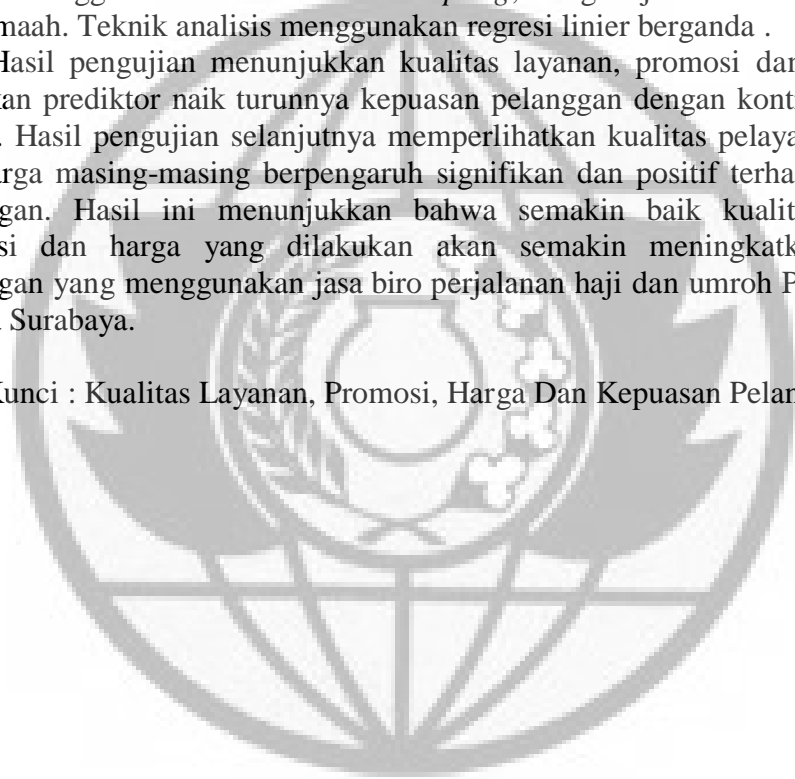 maah. Teknik analisis menggunakan regresi linier berganda .
Hasil pengujian menunjukkan kualitas layanan, promosi dan
kan prediktor naik turunnya kepuasan pelanggan dengan konti
. Hasil pengujian selanjutnya memperlihatkan kualitas pelaya
arga masing-masing berpengaruh signifikan dan positif terha
gan. Hasil ini menunjukkan bahwa semakin baik kualit
si dan harga yang dilakukan akan semakin meningkatk
ngan yang menggunakan jasa biro perjalanan haji dan umroh P
Surabaya.
Kunci : Kualitas Layanan, Promosi, Harga Dan Kepuasan Pelan